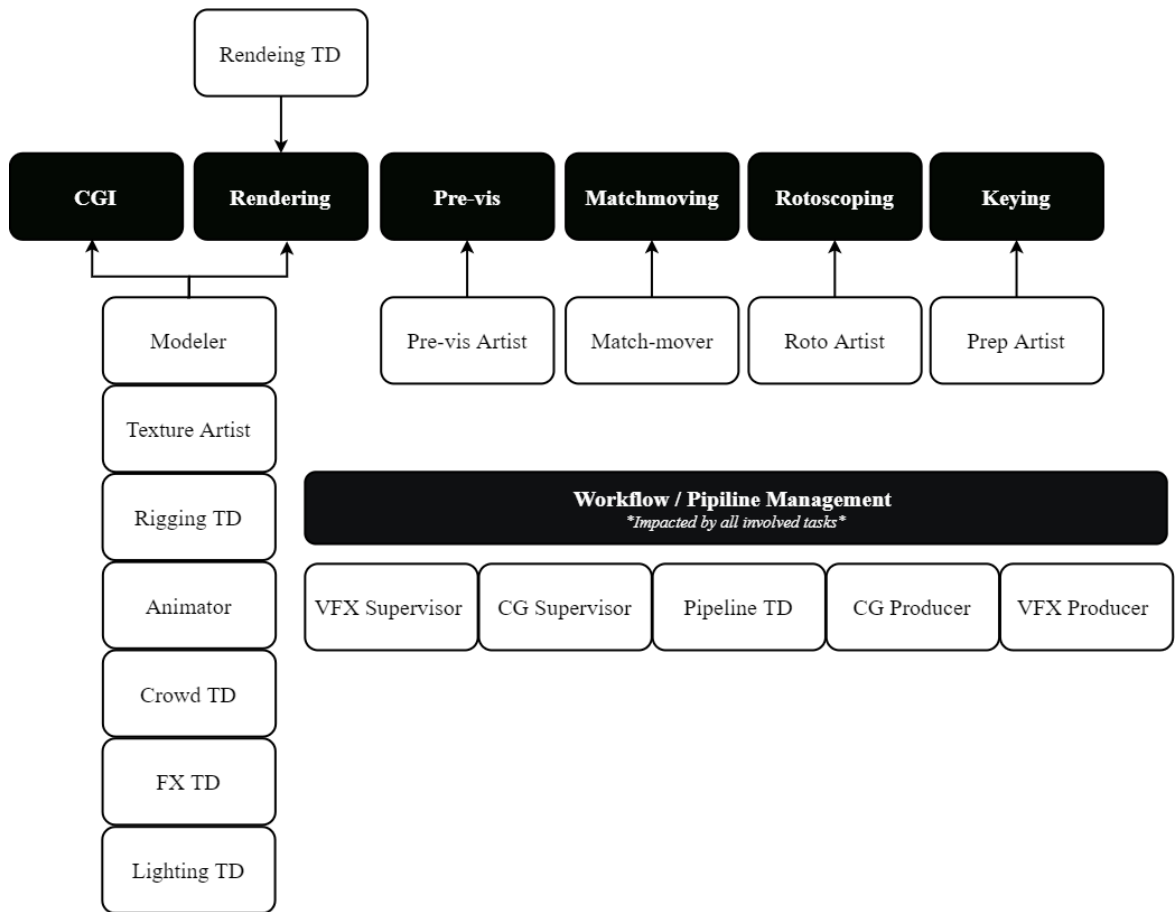 Rendeing TD
CGI
Rendering
Pre-vis
Matchmoving
Rotoscoping
Keying
Modeler
Pre-vis Artist
Match-mover
Roto Artist
Prep Artist
Texture Artist
Rigging TD
Animator
Crowd TD
FX TD
Lighting TD
Workflow / Pipiline Management
*Impacted by all involved tasks*
VFX Supervisor
CG Supervisor
Pipeline TD
CG Producer
VFX Producer